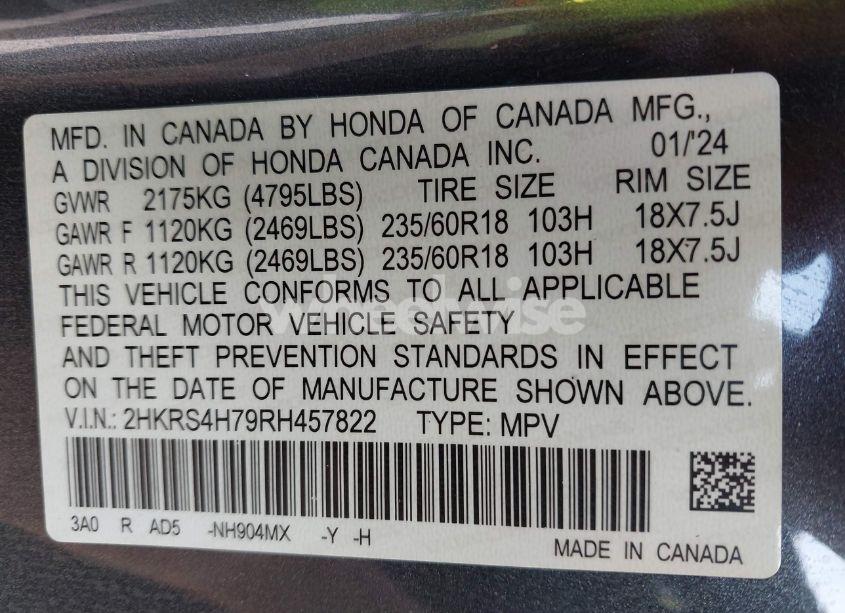 MFD. IN CANADA BY HONDA OF CANADA MFG.,
A DIVISION OF HONDA CANADA INC. 01/'24
GVWR 2175KG (4795LBS) TIRE SIZE RIM SIZE
GAWR F 1120KG (2469LBS) 235/60R18 103H 18X7.5J
GAWR R 1120KG (2469LBS) 235/60R18 103H 18X7.5J
THIS VEHICLE CONFORMS TO ALL APPLICABLE
FEDERAL MOTOR VEHICLE SAFETY
AND THEFT PREVENTION STANDARDS IN EFFECT
ON THE DATE OF MANUFACTURE SHOWN ABOVE.
V.I.N.: 2HKRS4H79RH457822 TYPE: MPV
3A0 R AD5 -NH904MX -Y -H
MADE IN CANADA